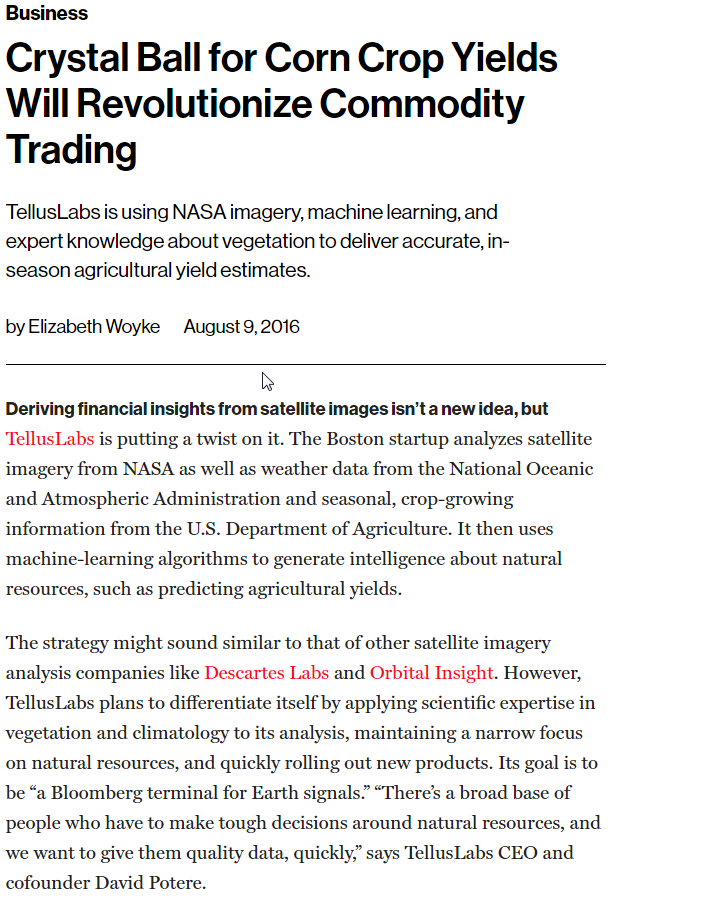 Business
Crystal Ball for Corn Crop Yields
Will Revolutionize Commodity
Trading
TellusLabs is using NASA imagery, machine learning, and
expert knowledge about vegetation to deliver accurate, in-
season agricultural yield estimates.
by Elizabeth Woyke August 9, 2016
Deriving financial insights from satellite images isn’t a new idea, but
TellusLabs is putting a twist on it. The Boston startup analyzes satellite
imagery from NASA as well as weather data from the National Oceanic
and Atmospheric Administration and seasonal, crop-growing
information from the U.S. Department of Agriculture. It then uses
machine-learning algorithms to generate intelligence about natural
resources, such as predicting agricultural yields.
The strategy might sound similar to that of other satellite imagery
analysis companies like Descartes Labs and Orbital Insight. However,
TellusLabs plans to differentiate itself by applying scientific expertise in
vegetation and climatology to its analysis, maintaining a narrow focus
on natural resources, and quickly rolling out new products. Its goal is to
be “a Bloomberg terminal for Earth signals.” “There’s a broad base of
people who have to make tough decisions around natural resources, and
we want to give them quality data, quickly,” says TellusLabs CEO and
cofounder David Potere.